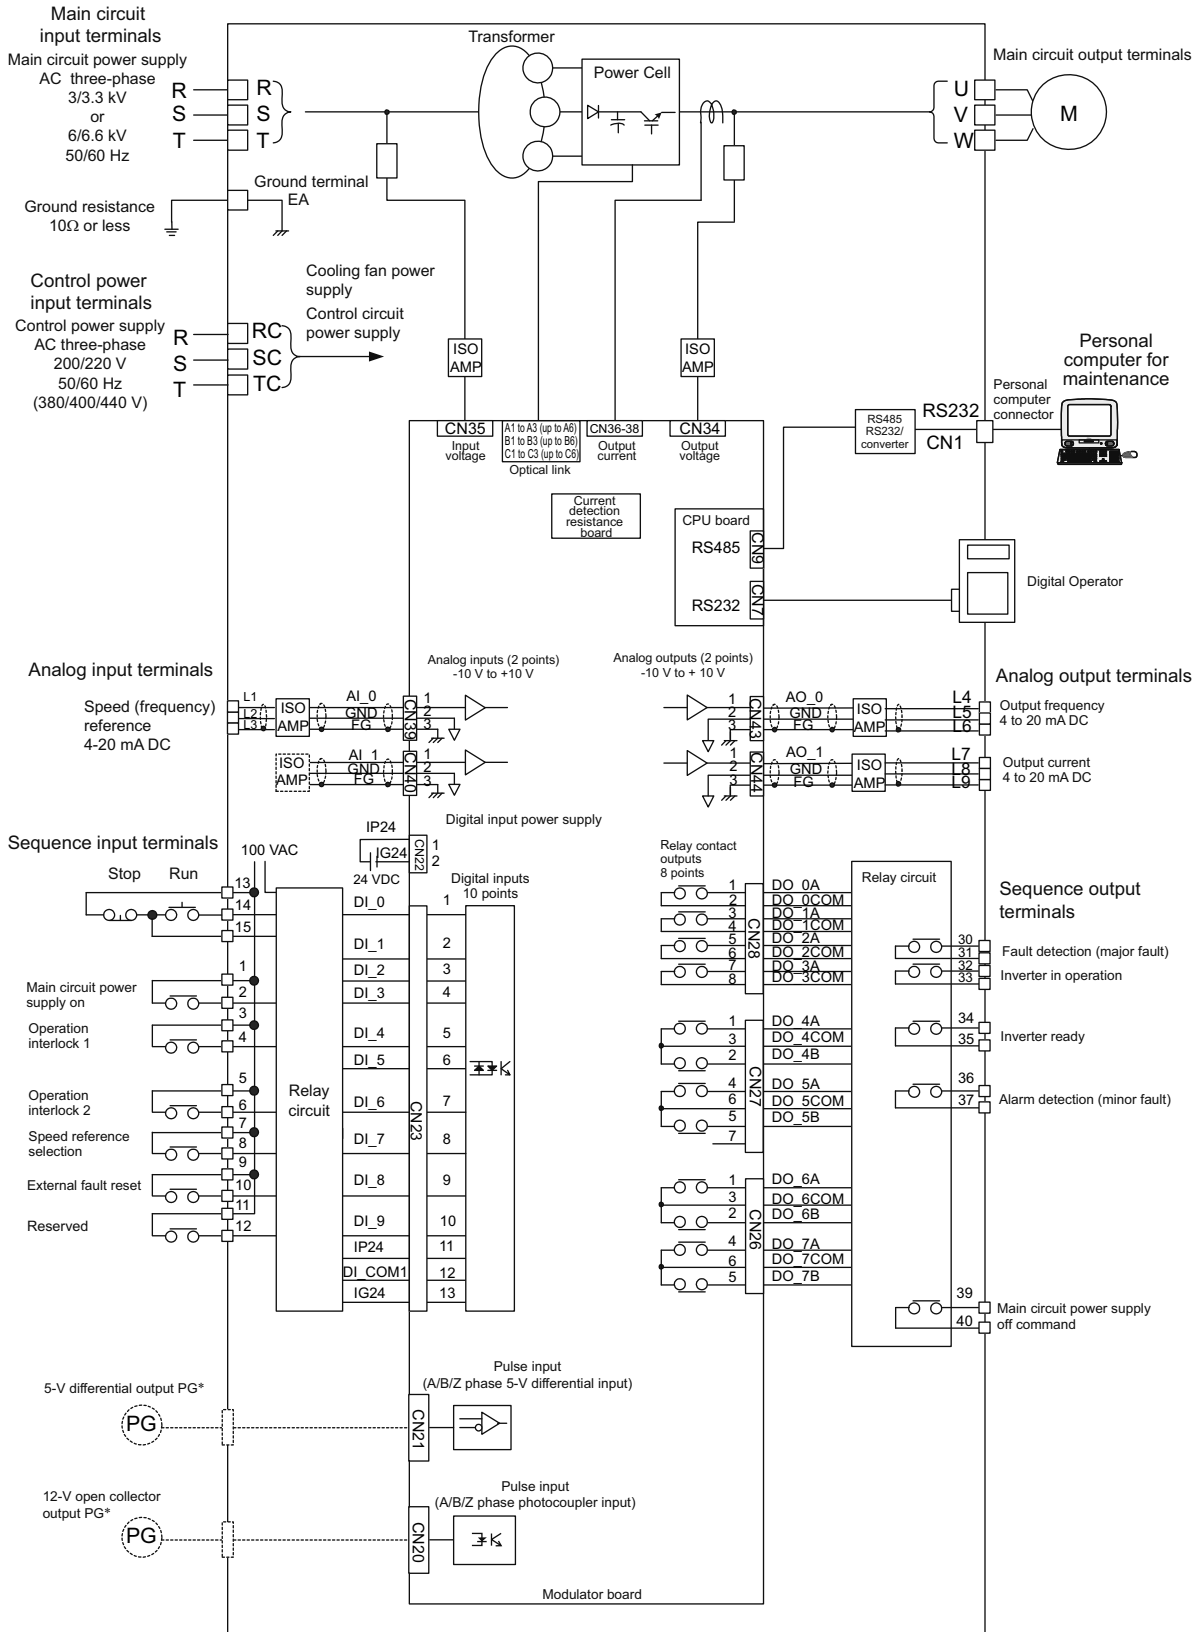 Main circuit
input terminals
Main circuit power supply
AC three-phase
3/3.3 kV
or
6/6.6 kV
50/60 Hz
R
S
T
R
S
T
Transformer
Power Cell
U
V
W
M
Main circuit output terminals
Ground resistance
10Ω or less
Ground terminal
EA
Control power
input terminals
Control power supply
AC three-phase
200/220 V
50/60 Hz
(380/400/440 V)
R
S
T
RC
SC
TC
Cooling fan power
supply
Control circuit
power supply
ISO
AMP
ISO
AMP
CN35
Input
voltage
A1 to A3 (up to A6)
B1 to B3 (up to B6)
C1 to C3 (up to C6)
Optical link
CN36-38
Output
current
CN34
Output
voltage
Current
detection
resistance
board
RS485
RS232/
converter
RS232
CN1
Personal
computer
connector
Personal
computer for
maintenance
CPU board
RS485
CN9
RS232
CN7
Digital Operator
Analog input terminals
Speed (frequency)
reference
4-20 mA DC
L1
L2
L3
ISO
AMP
AI_0
GND
FG
CN39
1
2
3
Analog inputs (2 points)
-10 V to +10 V
ISO
AMP
AI_1
GND
FG
CN40
1
2
3
Analog outputs (2 points)
-10 V to + 10 V
1
2
3
CN43
AO_0
GND
FG
ISO
AMP
L4
L5
L6
Analog output terminals
Output frequency
4 to 20 mA DC
1
2
3
CN44
AO_1
GND
FG
ISO
AMP
L7
L8
L9
Output current
4 to 20 mA DC
IP24
IG24
24 VDC
CN22
1
2
Digital input power supply
Sequence input terminals
100 VAC
Stop
Run
13
14
15
Main circuit power
supply on
1
2
Operation
interlock 1
3
4
Operation
interlock 2
5
6
Speed reference
selection
7
8
External fault reset
9
10
Reserved
11
12
Relay
circuit
DI_0
DI_1
DI_2
DI_3
DI_4
DI_5
DI_6
DI_7
DI_8
DI_9
IP24
DI_COM1
IG24
CN23
Digital inputs
10 points
1
2
3
4
5
6
7
8
9
10
11
12
13
Relay contact
outputs
8 points
1
2
3
4
5
6
7
8
CN28
DO_0A
DO_0COM
DO_1A
DO_1COM
DO_2A
DO_2COM
DO_3A
DO_3COM
1
3
2
4
6
5
7
CN27
DO_4A
DO_4COM
DO_4B
DO_5A
DO_5COM
DO_5B
1
3
2
4
6
5
CN26
DO_6A
DO_6COM
DO_6B
DO_7A
DO_7COM
DO_7B
Relay circuit
Sequence output
terminals
30
31
Fault detection (major fault)
32
33
Inverter in operation
34
35
Inverter ready
36
37
Alarm detection (minor fault)
39
40
Main circuit power supply
off command
5-V differential output PG*
PG
CN21
Pulse input
(A/B/Z phase 5-V differential input)
12-V open collector
output PG*
PG
CN20
Pulse input
(A/B/Z phase photocoupler input)
Modulator board